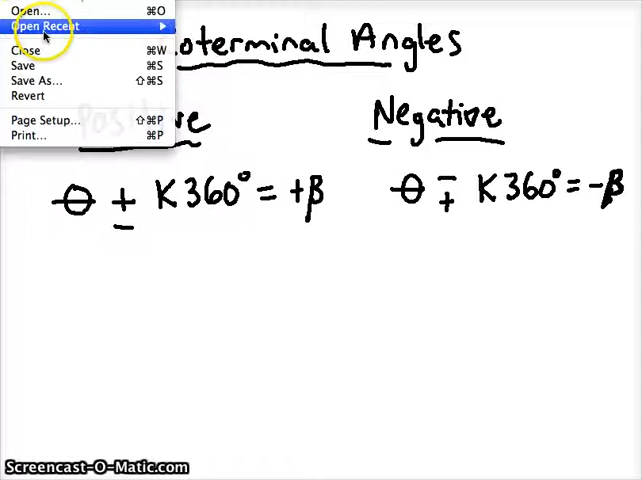 Open... ⌘O
Open Recent
Close ⌘W
Save ⌘S
Save As... ⇧⌘S
Revert
Page Setup... ⇧⌘P
Print... ⌘P
oterminal Angles
Positive Negative
θ ± K360° = +β θ ∓ K360° = -β
Screencast-O-Matic.com